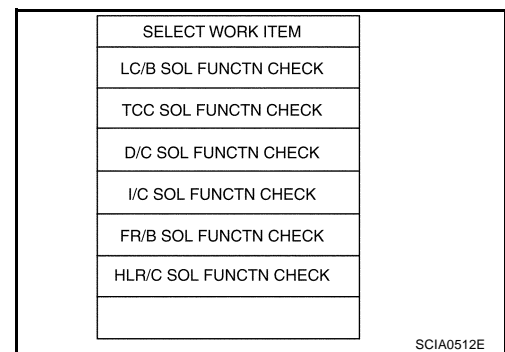 SELECT WORK ITEM
LC/B SOL FUNCTN CHECK
TCC SOL FUNCTN CHECK
D/C SOL FUNCTN CHECK
I/C SOL FUNCTN CHECK
FR/B SOL FUNCTN CHECK
HLR/C SOL FUNCTN CHECK
SCIA0512E